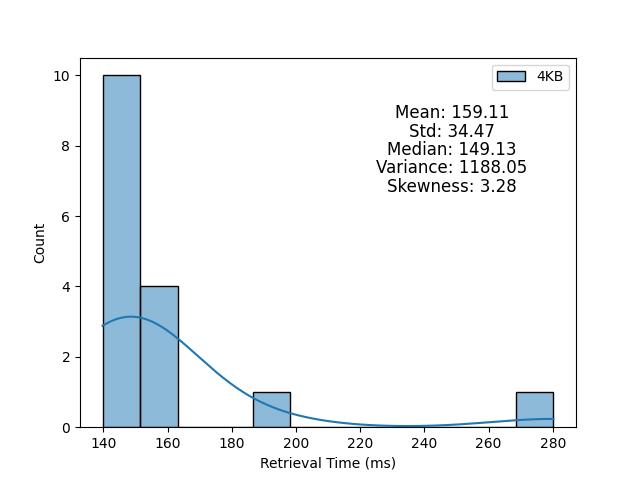 4KB
Mean: 159.11
Std: 34.47
Median: 149.13
Variance: 1188.05
Skewness: 3.28
10
8
6
4
2
0
Count
140 160 180 200 220 240 260 280
Retrieval Time (ms)